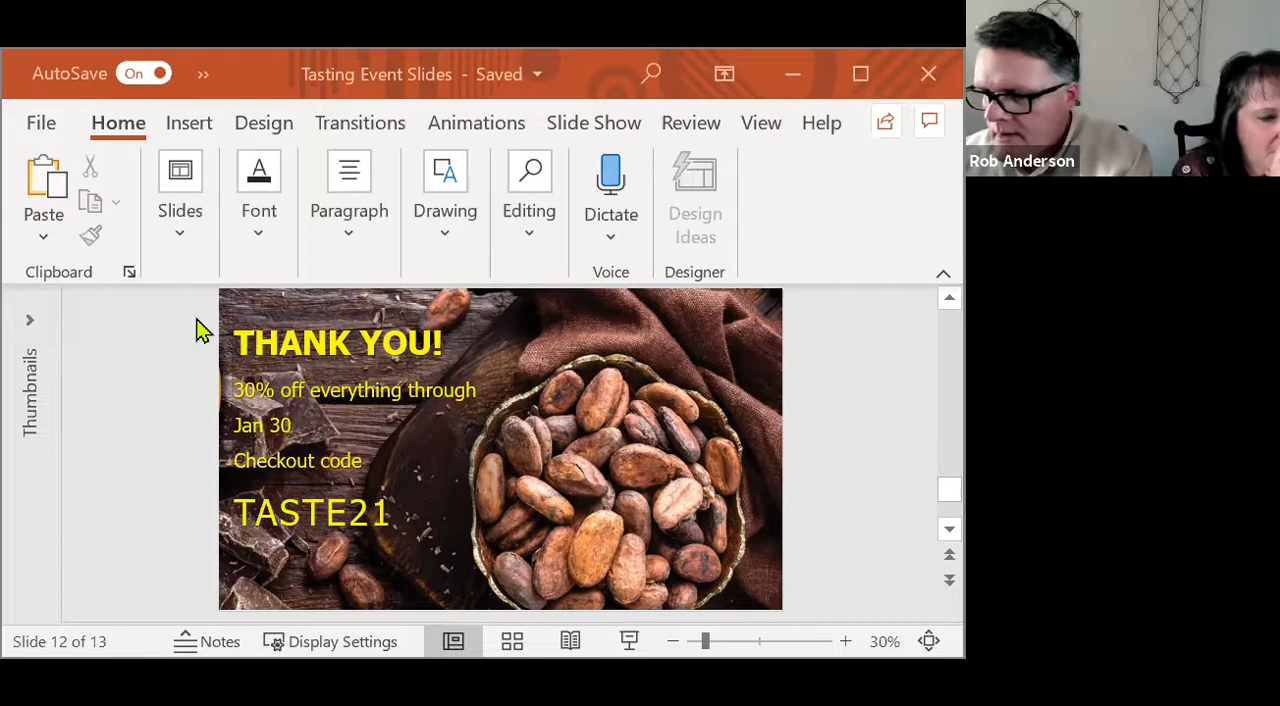 AutoSave On Tasting Event Slides - Saved
File Home Insert Design Transitions Animations Slide Show Review View Help
Paste Slides Font Paragraph Drawing Editing Dictate Design Ideas
Clipboard Voice Designer
Thumbnails
THANK YOU!
30% off everything through
Jan 30
Checkout code
TASTE21
Slide 12 of 13 Notes Display Settings 30%
Rob Anderson